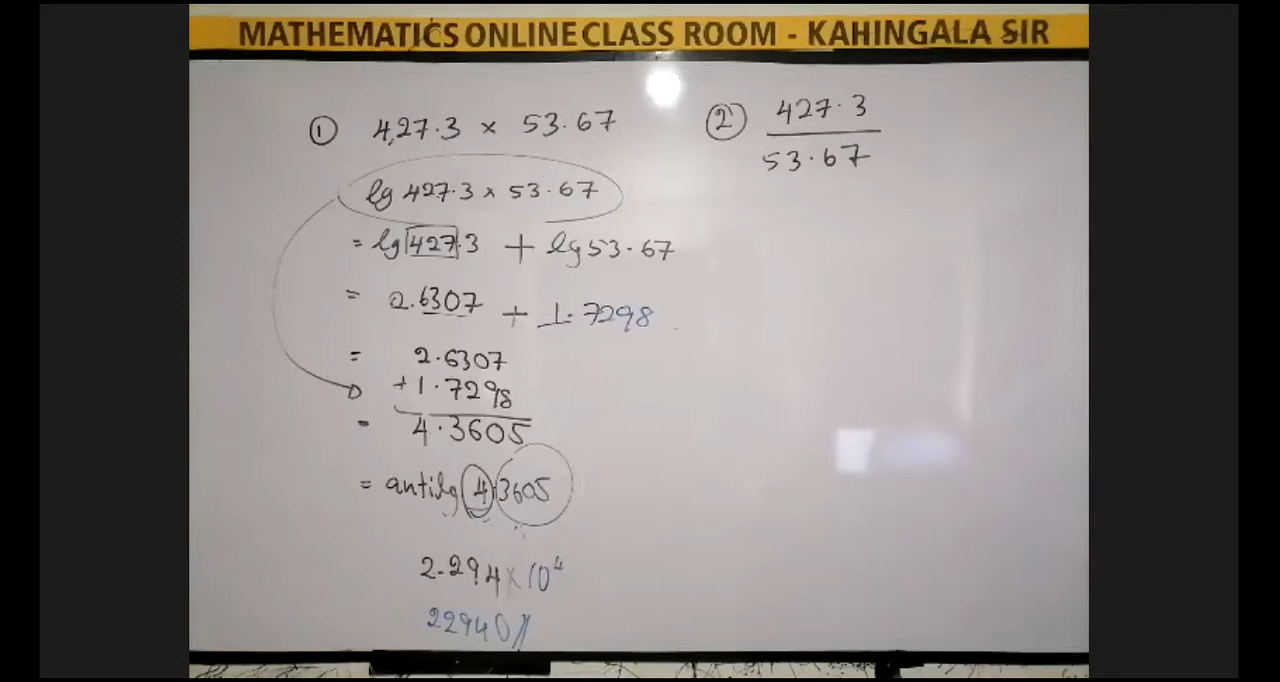 MATHEMATICS ONLINE CLASS ROOM - KAHINGALA SIR
① 427.3 × 53.67
lg 427.3 × 53.67
= lg 427.3 + lg 53.67
= 2.6307 + 1.7298
= 2.6307
+ 1.7298
= 4.3605
= antilg 4.3605
2.294 × 10⁴
22940
② 427.3
53.67